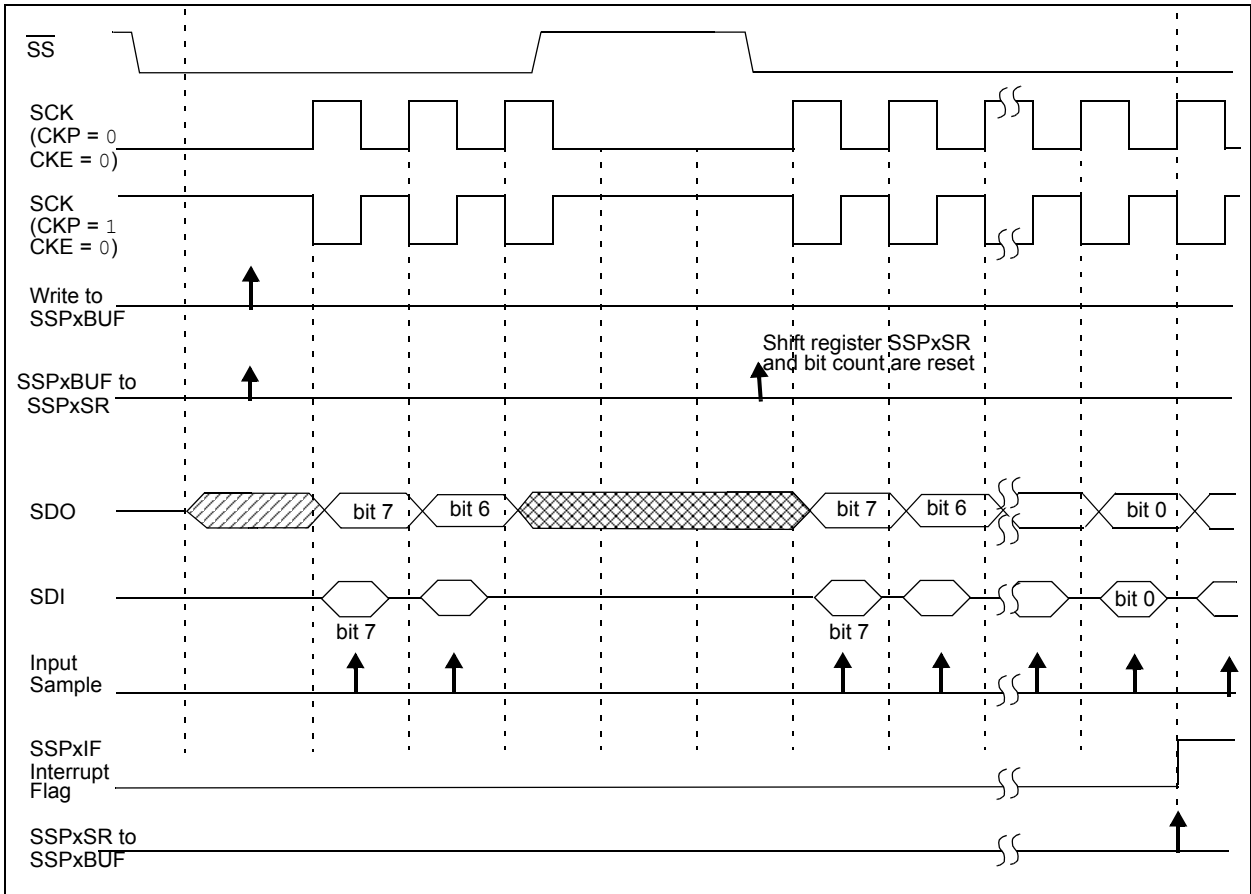 SS
SCK
(CKP = 0
CKE = 0)
SCK
(CKP = 1
CKE = 0)
Write to
SSPxBUF
Shift register SSPxSR
and bit count are reset
SSPxBUF to
SSPxSR
SDO
bit 7
bit 6
bit 7
bit 6
bit 0
SDI
bit 0
bit 7
bit 7
Input
Sample
SSPxIF
Interrupt
Flag
SSPxSR to
SSPxBUF